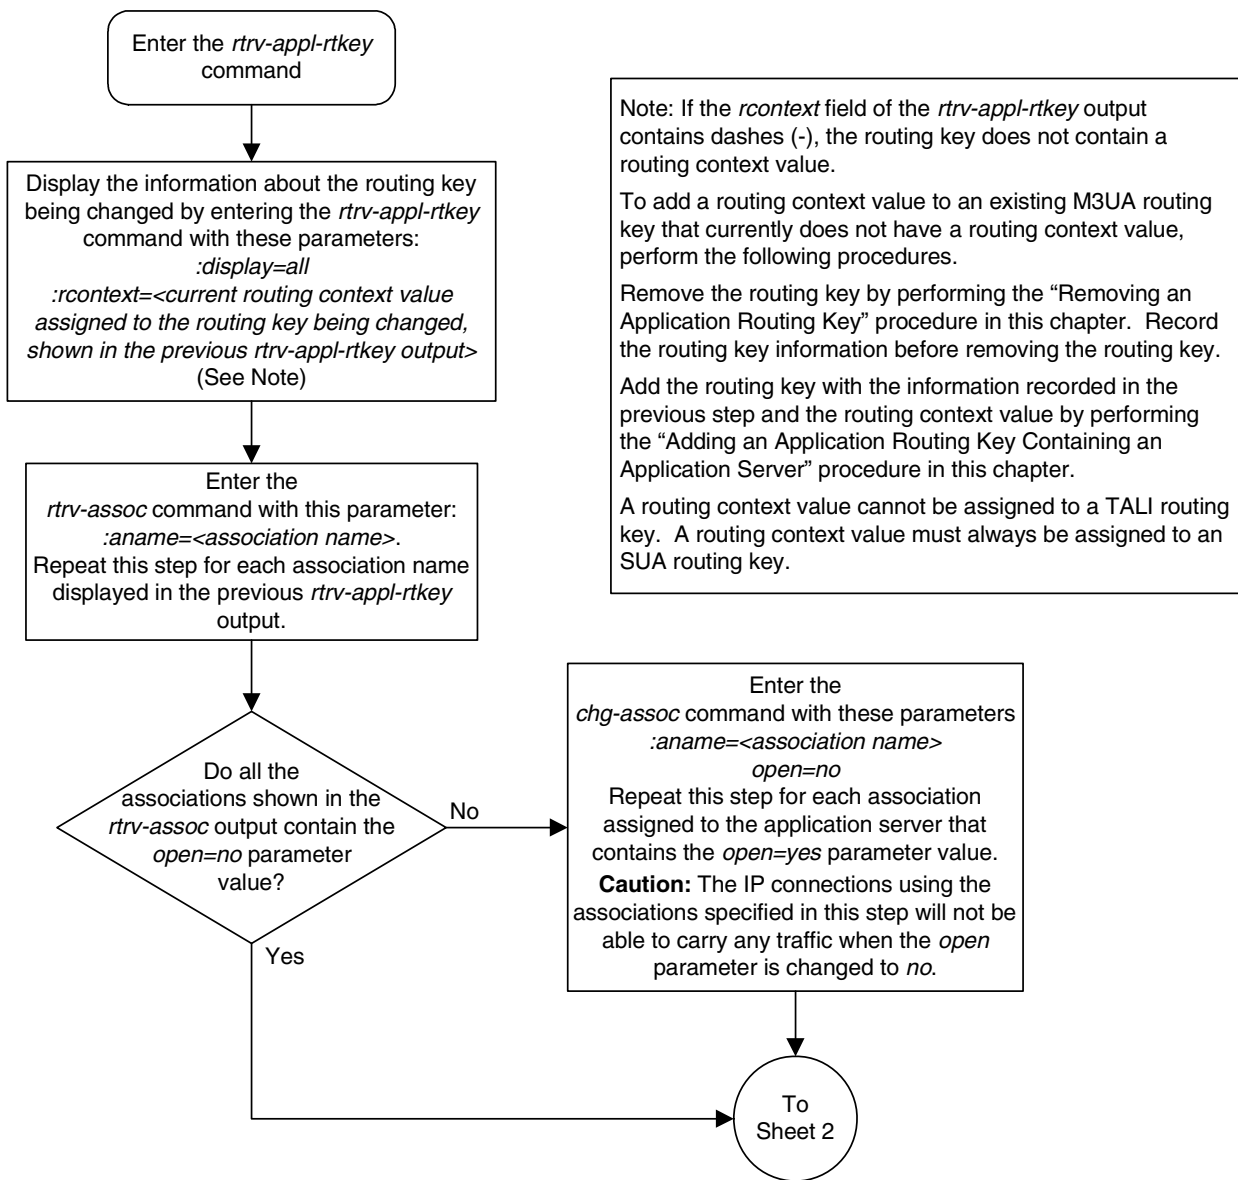 Enter the rtrv-appl-rtkey
command
Display the information about the routing key
being changed by entering the rtrv-appl-rtkey
command with these parameters:
:display=all
:rcontext=<current routing context value
assigned to the routing key being changed,
shown in the previous rtrv-appl-rtkey output>
(See Note)
Enter the
rtrv-assoc command with this parameter:
:aname=<association name>.
Repeat this step for each association name
displayed in the previous rtrv-appl-rtkey
output.
Do all the
associations shown in the
rtrv-assoc output contain the
open=no parameter
value?
No
Yes
Enter the
chg-assoc command with these parameters
:aname=<association name>
open=no
Repeat this step for each association
assigned to the application server that
contains the open=yes parameter value.
Caution: The IP connections using the
associations specified in this step will not be
able to carry any traffic when the open
parameter is changed to no.
To
Sheet 2
Note: If the rcontext field of the rtrv-appl-rtkey output
contains dashes (-), the routing key does not contain a
routing context value.
To add a routing context value to an existing M3UA routing
key that currently does not have a routing context value,
perform the following procedures.
Remove the routing key by performing the “Removing an
Application Routing Key” procedure in this chapter.  Record
the routing key information before removing the routing key.
Add the routing key with the information recorded in the
previous step and the routing context value by performing
the “Adding an Application Routing Key Containing an
Application Server” procedure in this chapter.
A routing context value cannot be assigned to a TALI routing
key.  A routing context value must always be assigned to an
SUA routing key.